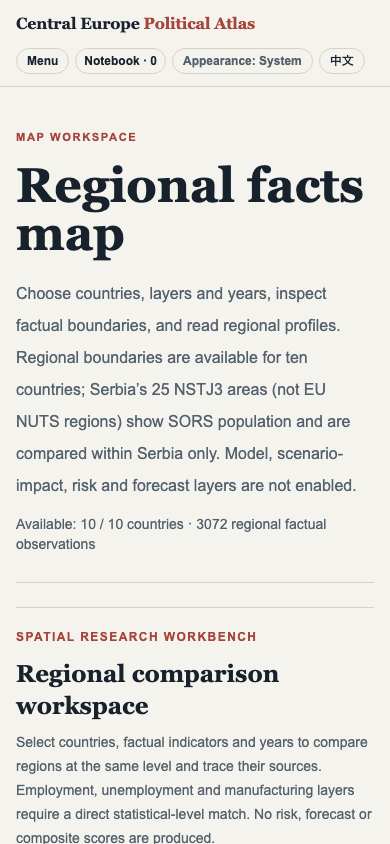 Central Europe Political Atlas
Menu
Notebook · 0
Appearance: System
中文
MAP WORKSPACE
Regional facts
map
Choose countries, layers and years, inspect
factual boundaries, and read regional profiles.
Regional boundaries are available for ten
countries; Serbia’s 25 NSTJ3 areas (not EU
NUTS regions) show SORS population and are
compared within Serbia only. Model, scenario-
impact, risk and forecast layers are not enabled.
Available: 10 / 10 countries · 3072 regional factual
observations
SPATIAL RESEARCH WORKBENCH
Regional comparison
workspace
Select countries, factual indicators and years to compare
regions at the same level and trace their sources.
Employment, unemployment and manufacturing layers
require a direct statistical-level match. No risk, forecast or
composite scores are produced.